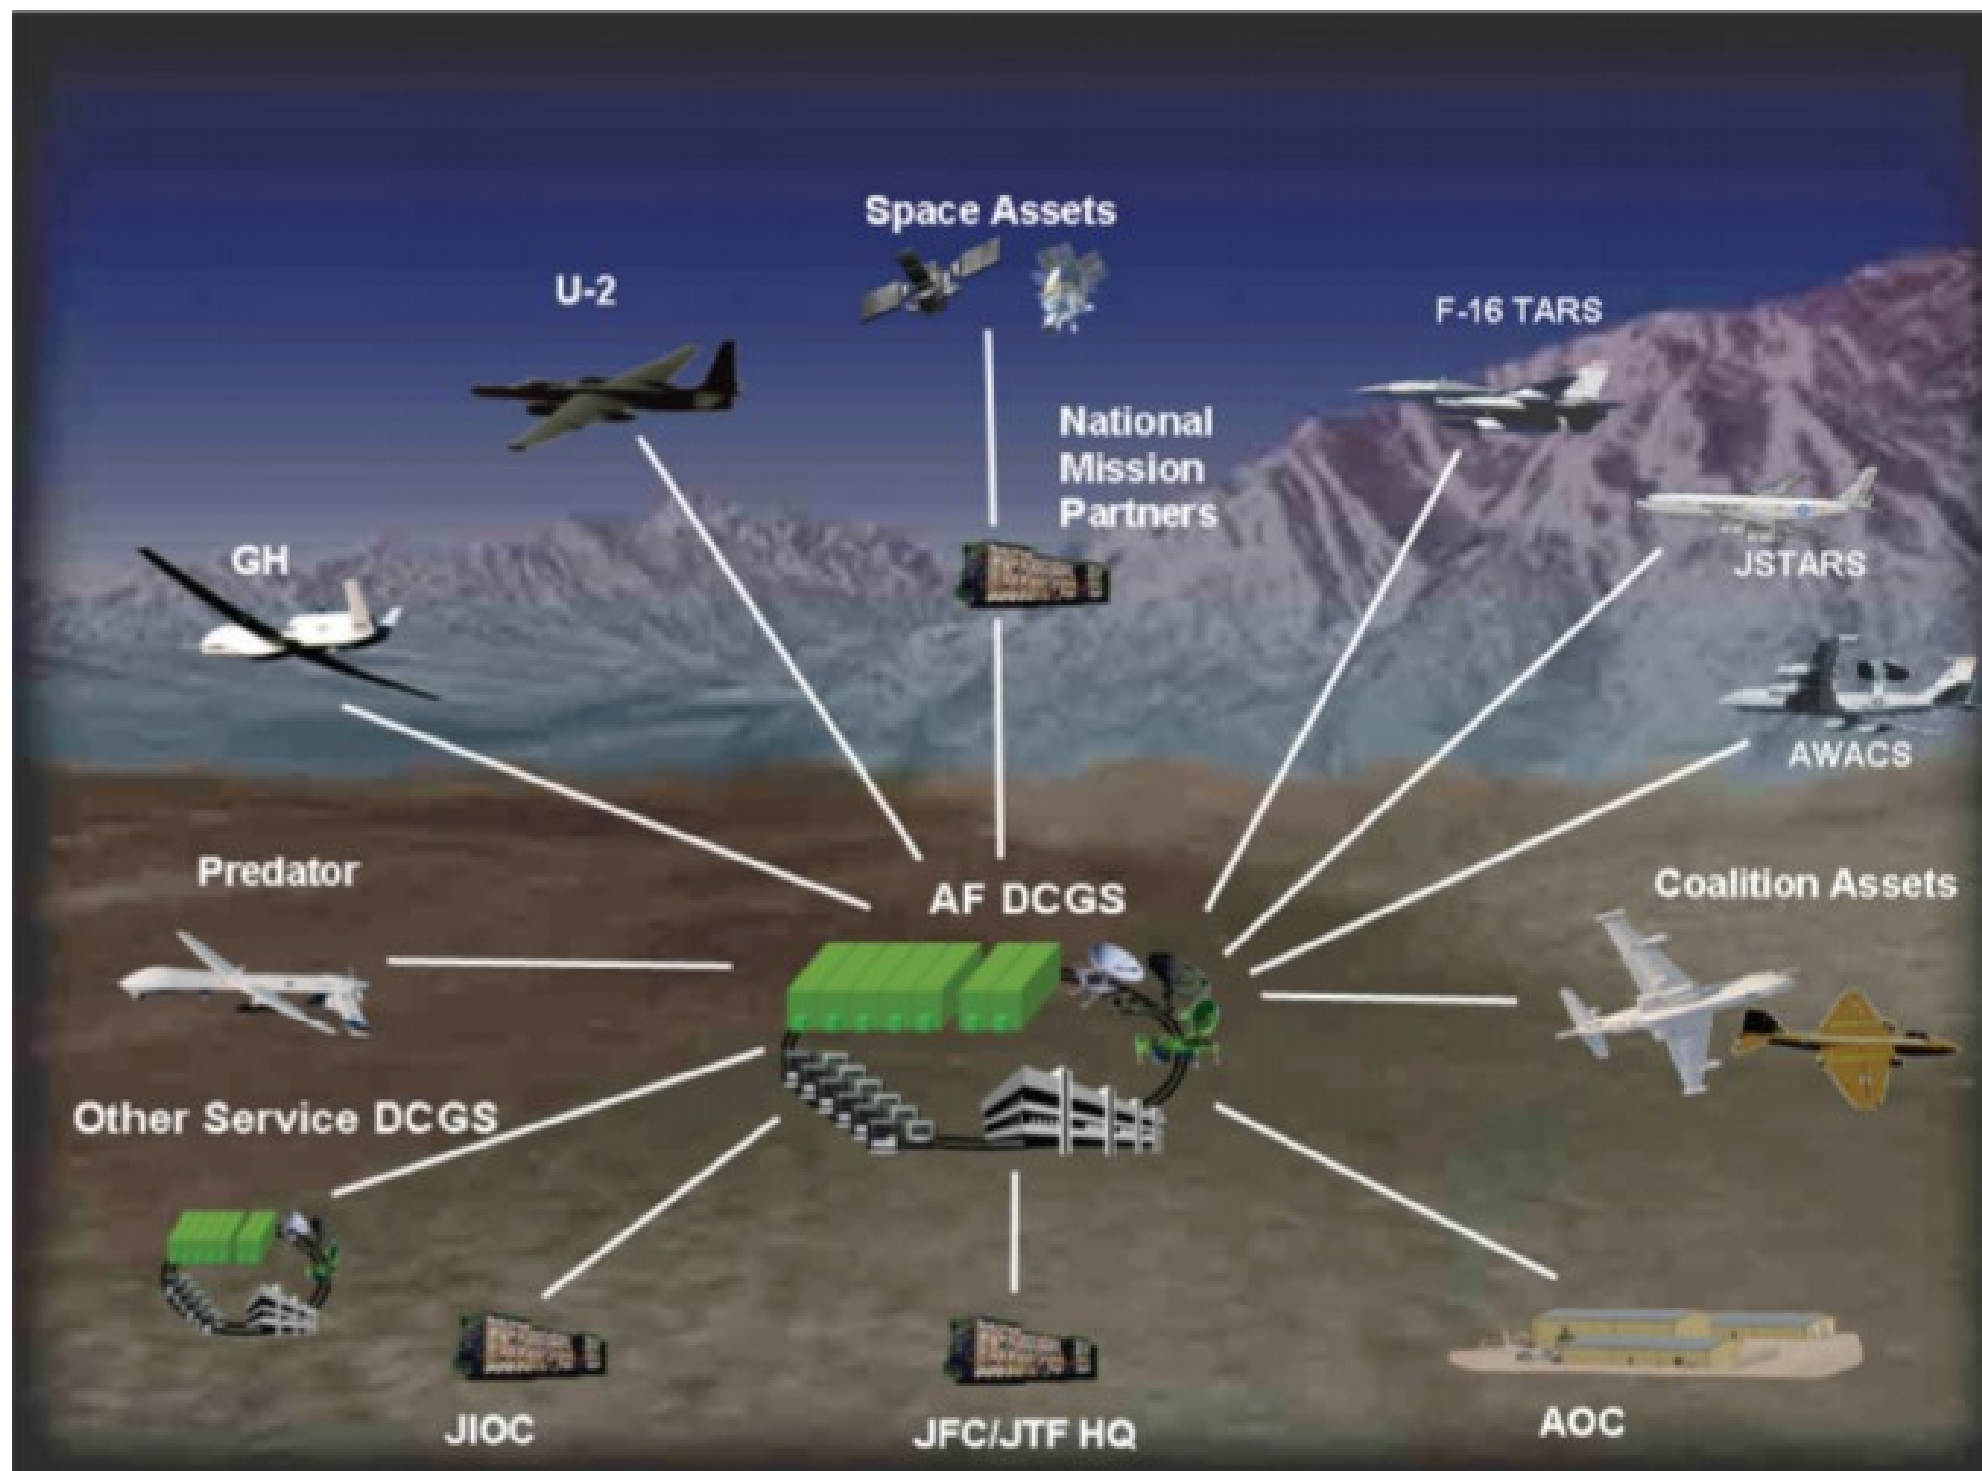 Space Assets
U-2
F-16 TARS
National
Mission
Partners
GH
JSTARS
AWACS
Predator
AF DCGS
Coalition Assets
Other Service DCGS
JIOC
JFC/JTF HQ
AOC